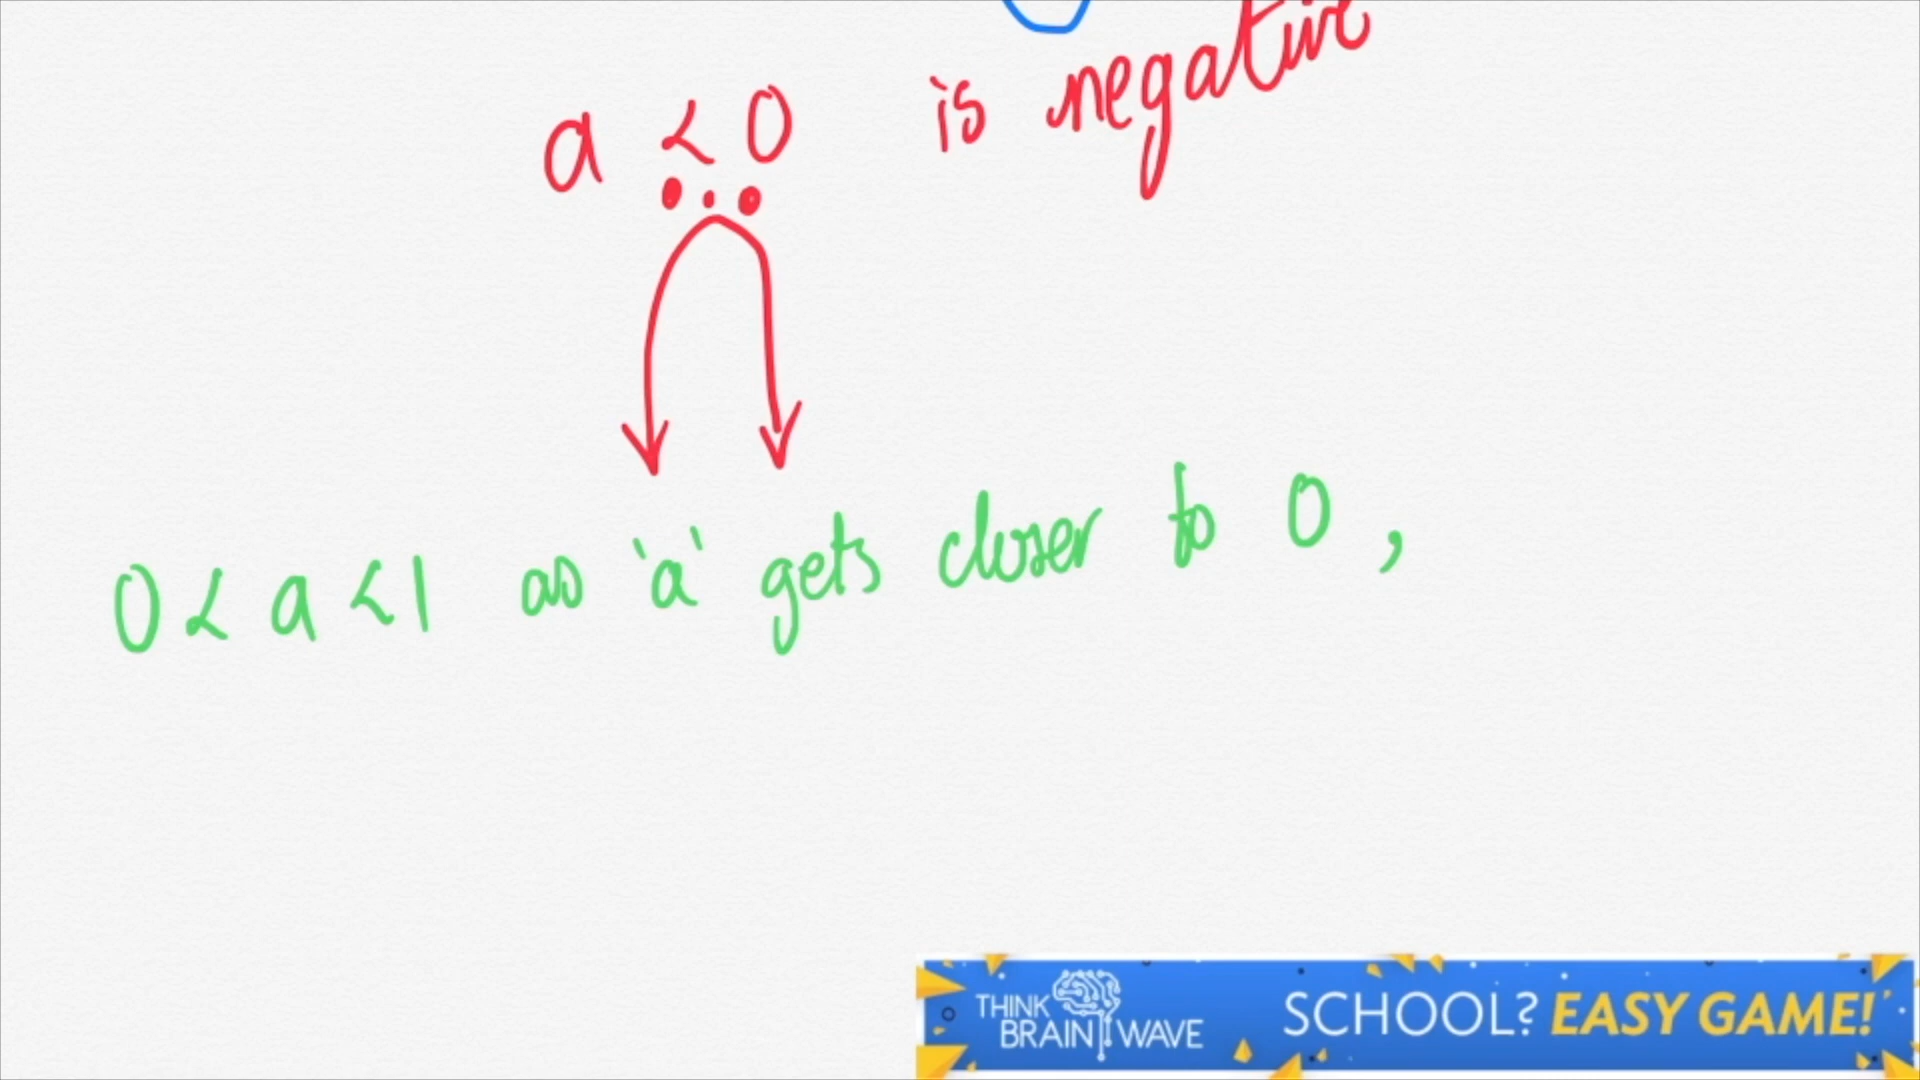 is negative
a < 0
0 < a < 1 as 'a' gets closer to 0 ,
THINK
BRAIN WAVE
SCHOOL? EASY GAME!